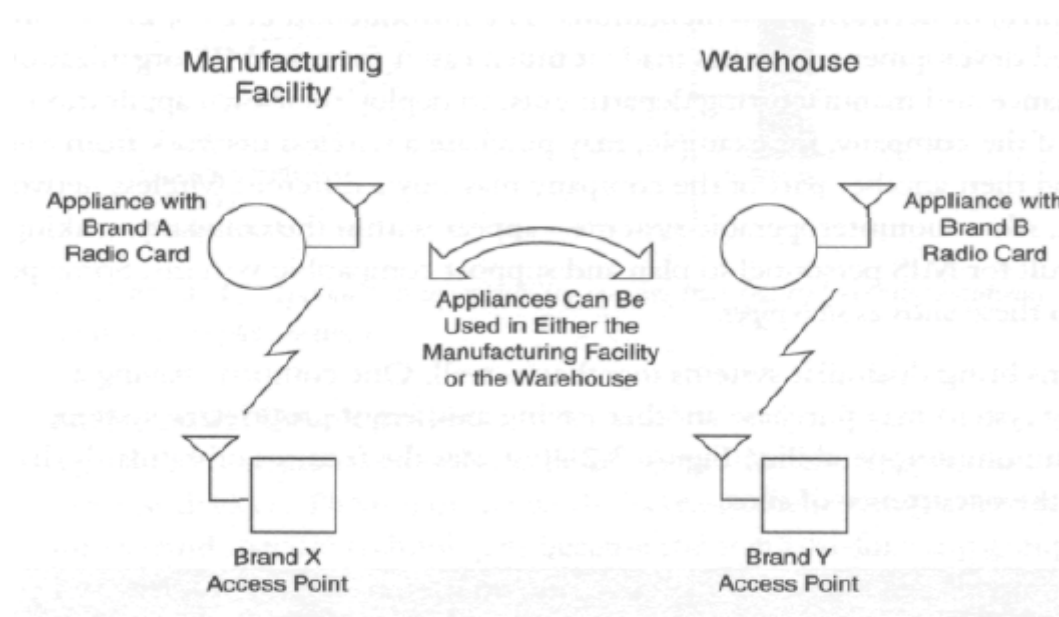 Manufacturing
Facility
Warehouse
Appliance with
Brand A
Radio Card
Appliance with
Brand B
Radio Card
Appliances Can Be
Used in Either the
Manufacturing Facility
or the Warehouse
Brand X
Access Point
Brand Y
Access Point